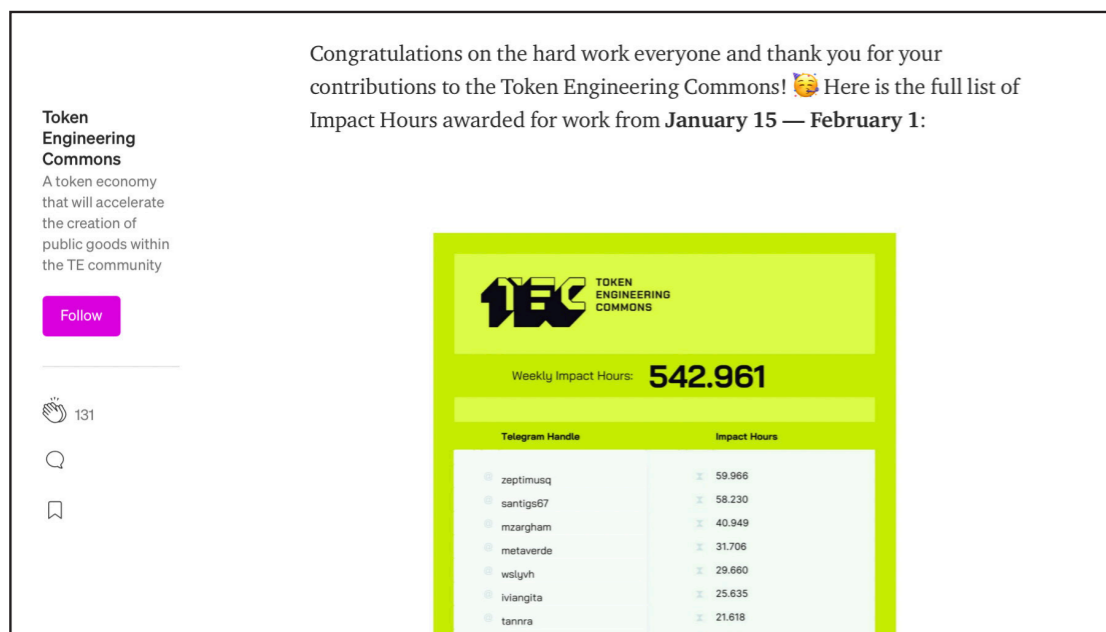 Congratulations on the hard work everyone and thank you for your
contributions to the Token Engineering Commons! 🥳 Here is the full list of
Impact Hours awarded for work from January 15 — February 1:
Token
Engineering
Commons
A token economy
that will accelerate
the creation of
public goods within
the TE community
Follow
131
TEC TOKEN
ENGINEERING
COMMONS
Weekly Impact Hours: 542.961
Telegram Handle Impact Hours
zeptimusq 59.966
santigs67 58.230
mzargham 40.949
metaverde 31.706
wslyvh 29.660
iviangita 25.635
tannra 21.618